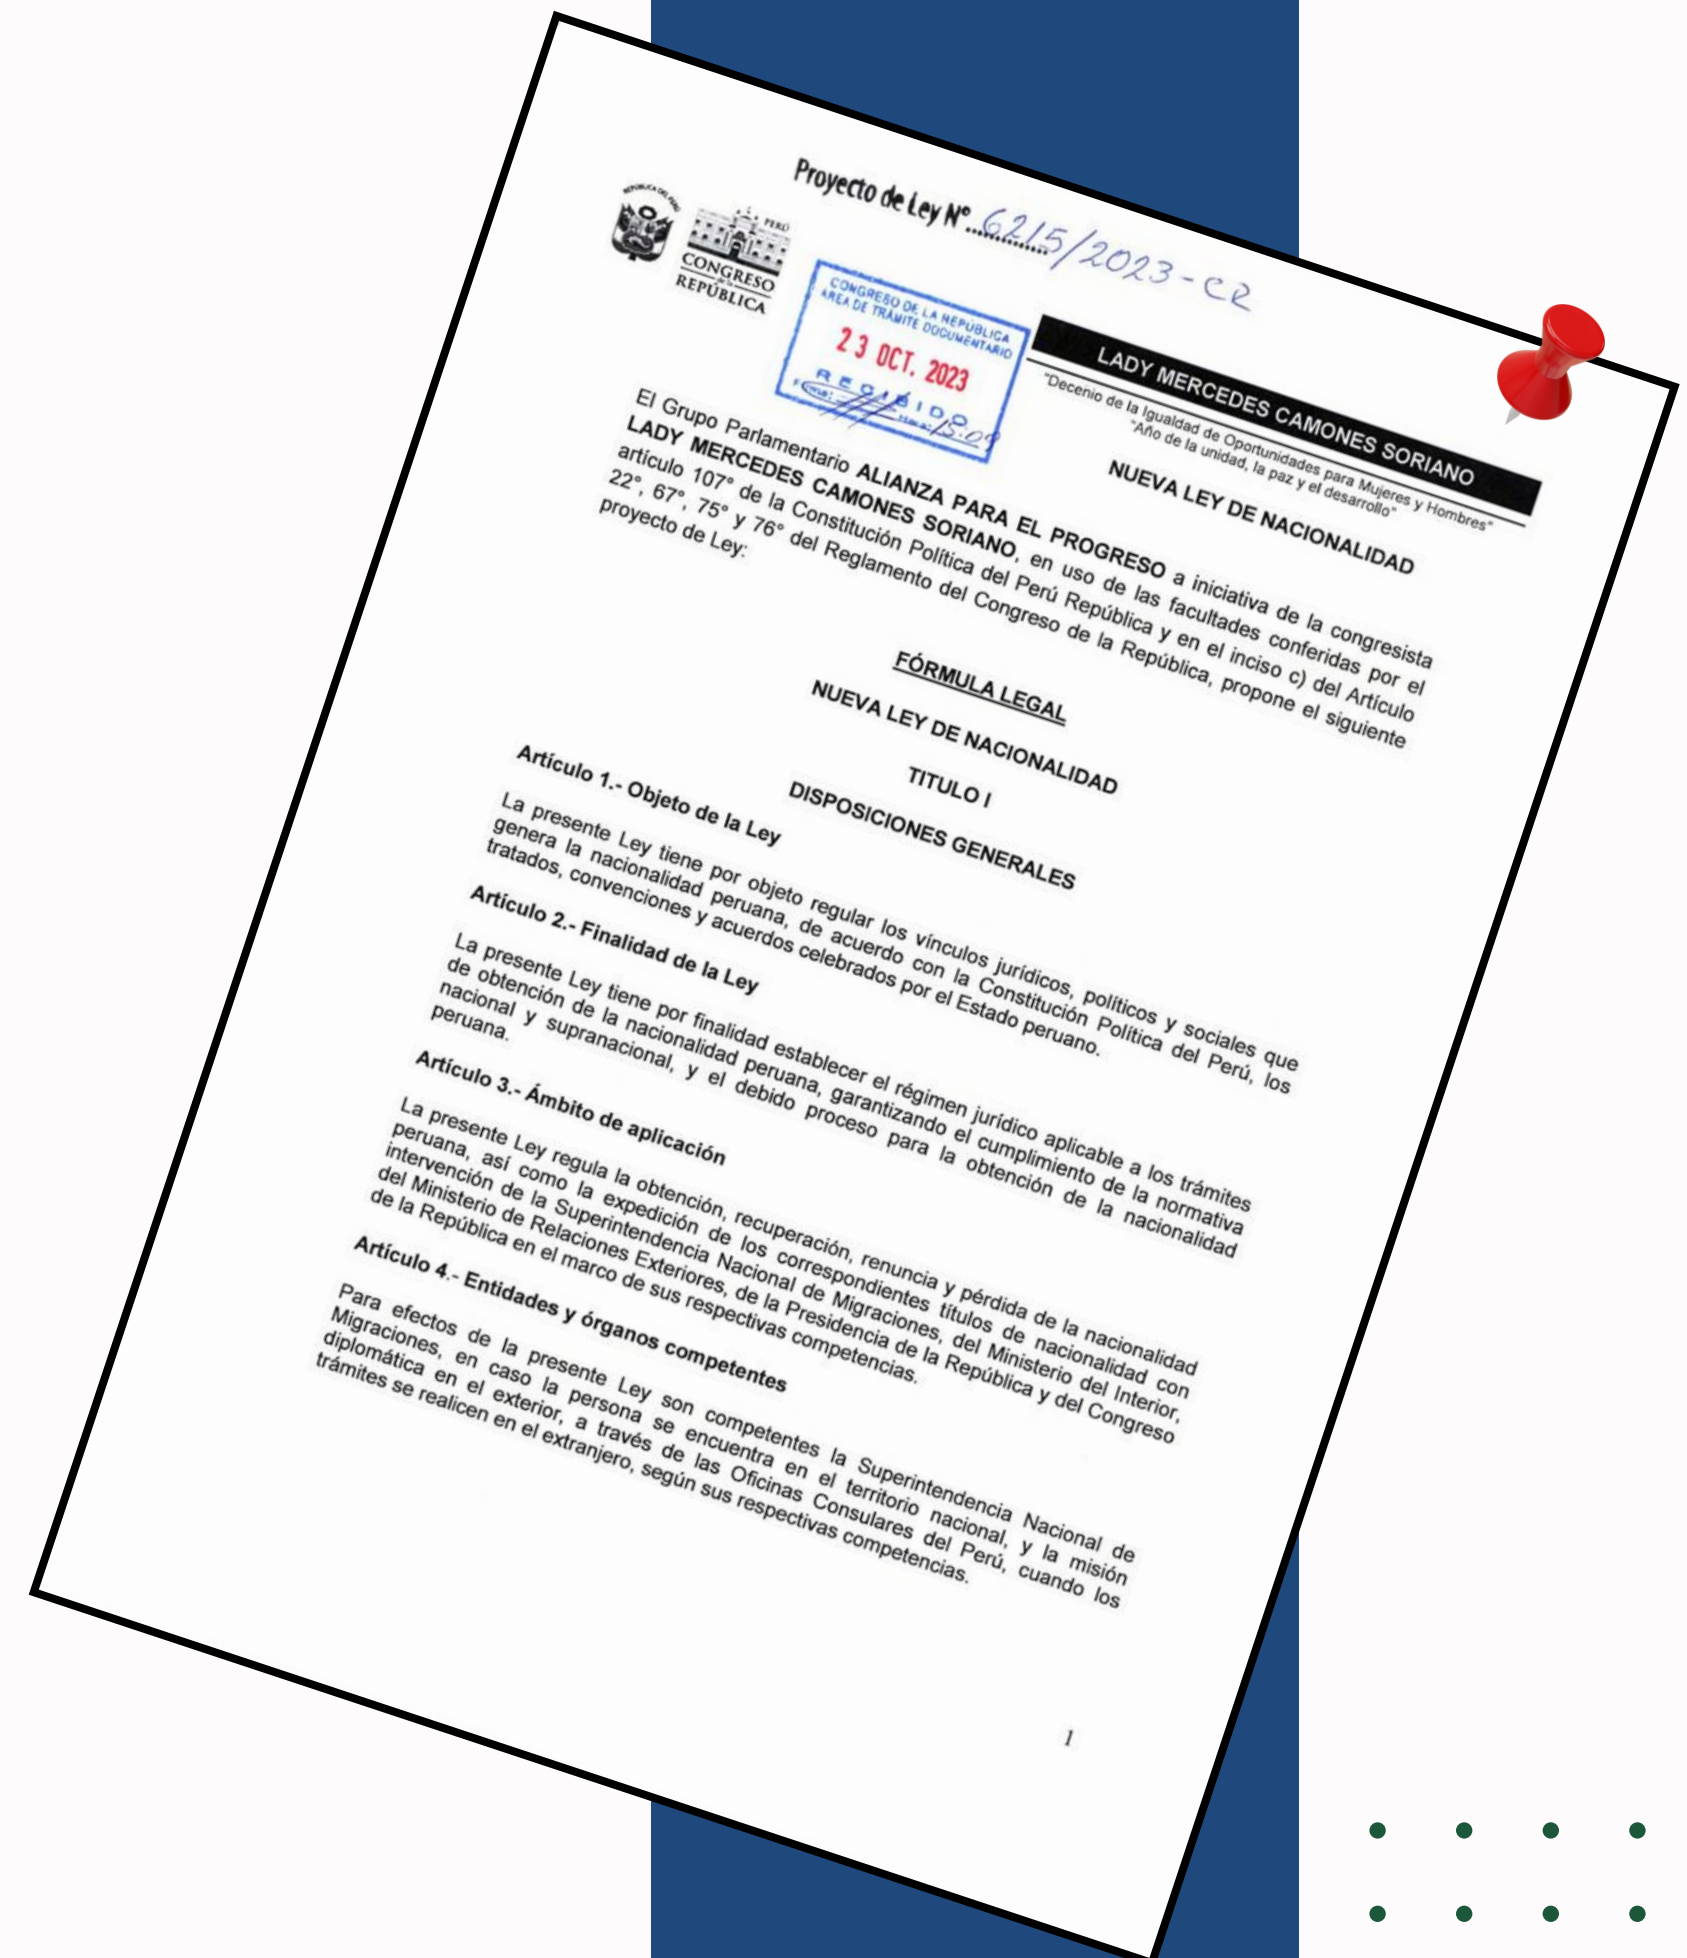 Proyecto de Ley N° 6215/2023-CR
REPÚBLICA DEL PERÚ
PERÚ
CONGRESO
de la
REPÚBLICA
CONGRESO DE LA REPÚBLICA
ÁREA DE TRÁMITE DOCUMENTARIO
23 OCT. 2023
RECIBIDO
Firma: Hora: 15:09
LADY MERCEDES CAMONES SORIANO
"Decenio de la Igualdad de Oportunidades para Mujeres y Hombres"
"Año de la unidad, la paz y el desarrollo"
NUEVA LEY DE NACIONALIDAD
El Grupo Parlamentario ALIANZA PARA EL PROGRESO a iniciativa de la congresista
LADY MERCEDES CAMONES SORIANO, en uso de las facultades conferidas por el
artículo 107° de la Constitución Política del Perú República y en el inciso c) del Artículo
22°, 67°, 75° y 76° del Reglamento del Congreso de la República, propone el siguiente
proyecto de Ley:
FÓRMULA LEGAL
NUEVA LEY DE NACIONALIDAD
TITULO I
DISPOSICIONES GENERALES
Artículo 1.- Objeto de la Ley
La presente Ley tiene por objeto regular los vínculos jurídicos, políticos y sociales que
genera la nacionalidad peruana, de acuerdo con la Constitución Política del Perú, los
tratados, convenciones y acuerdos celebrados por el Estado peruano.
Artículo 2.- Finalidad de la Ley
La presente Ley tiene por finalidad establecer el régimen jurídico aplicable a los trámites
de obtención de la nacionalidad peruana, garantizando el cumplimiento de la normativa
nacional y supranacional, y el debido proceso para la obtención de la nacionalidad
peruana.
Artículo 3.- Ámbito de aplicación
La presente Ley regula la obtención, recuperación, renuncia y pérdida de la nacionalidad
peruana, así como la expedición de los correspondientes títulos de nacionalidad con
intervención de la Superintendencia Nacional de Migraciones, del Ministerio del Interior,
del Ministerio de Relaciones Exteriores, de la Presidencia de la República y del Congreso
de la República en el marco de sus respectivas competencias.
Artículo 4.- Entidades y órganos competentes
Para efectos de la presente Ley son competentes la Superintendencia Nacional de
Migraciones, en caso la persona se encuentra en el territorio nacional, y la misión
diplomática en el exterior, a través de las Oficinas Consulares del Perú, cuando los
trámites se realicen en el extranjero, según sus respectivas competencias.
1